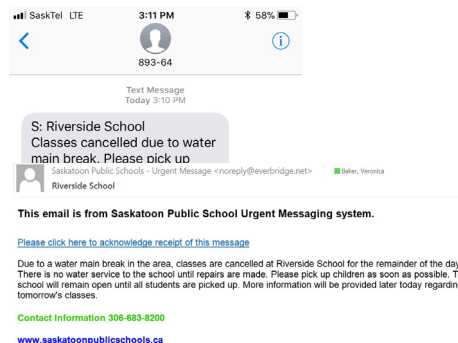 SaskTel LTE 3:11 PM 58%
893-64
Text Message
Today 3:10 PM
S: Riverside School
Classes cancelled due to water
main break. Please pick up
Saskatoon Public Schools - Urgent Message <noreply@everbridge.net> Baker, Veronica
Riverside School
This email is from Saskatoon Public School Urgent Messaging system.
Please click here to acknowledge receipt of this message
Due to a water main break in the area, classes are cancelled at Riverside School for the remainder of the day
There is no water service to the school until repairs are made. Please pick up children as soon as possible. T
school will remain open until all students are picked up. More information will be provided later today regardin
tomorrow's classes.
Contact Information 306-683-8200
www.saskatoonpublicschools.ca